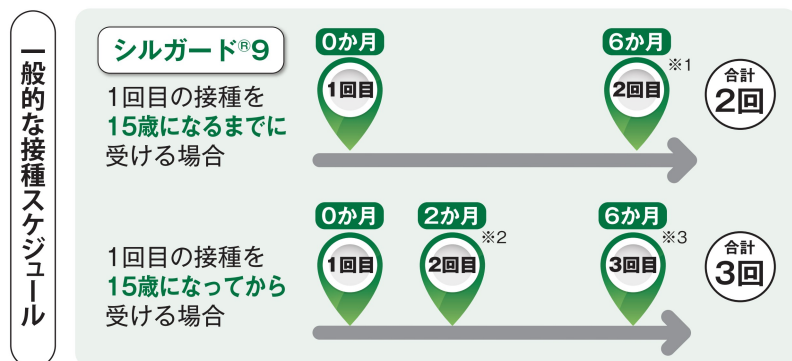 一般的な接種スケジュール
シルガード®9
1回目の接種を
15歳になるまでに
受ける場合
0か月
1回目
6か月
※1
2回目
合計
2回
1回目の接種を
15歳になってから
受ける場合
0か月
1回目
2か月
※2
2回目
6か月
※3
3回目
合計
3回